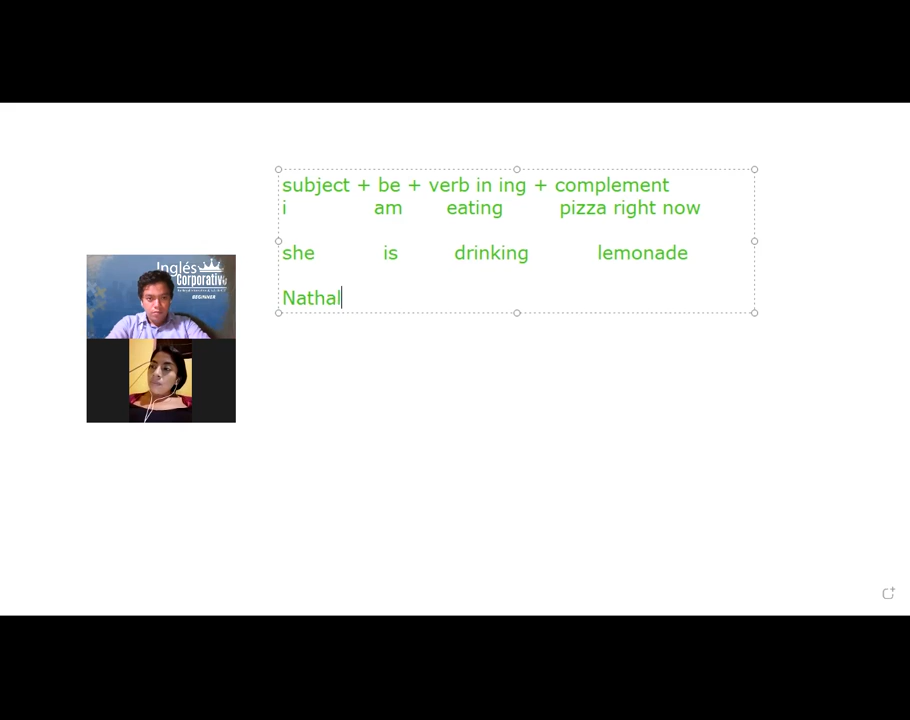 subject + be + verb in ing + complement
i am eating pizza right now
she is drinking lemonade
Nathal
Inglés
Corporativo
BEGINNER